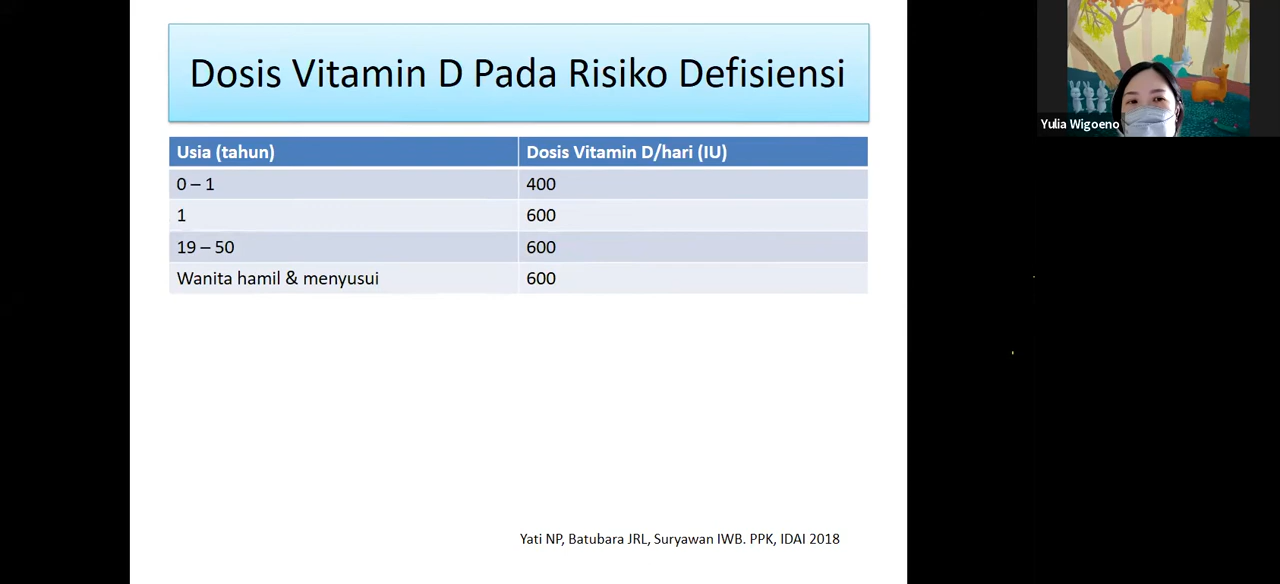 Dosis Vitamin D Pada Risiko Defisiensi
Usia (tahun) Dosis Vitamin D/hari (IU)
0 – 1 400
1 600
19 – 50 600
Wanita hamil & menyusui 600
Yati NP, Batubara JRL, Suryawan IWB. PPK, IDAI 2018
Yulia Wigoeno